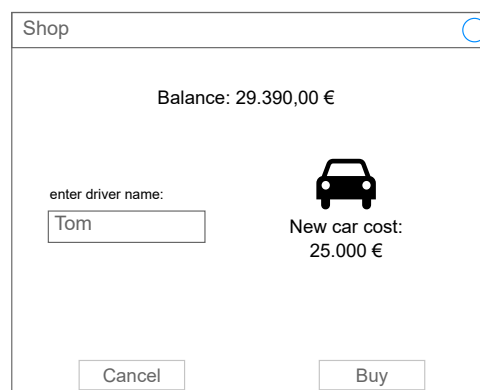 Shop
Balance: 29.390,00 €
enter driver name:
Tom
New car cost:
25.000 €
Cancel
Buy